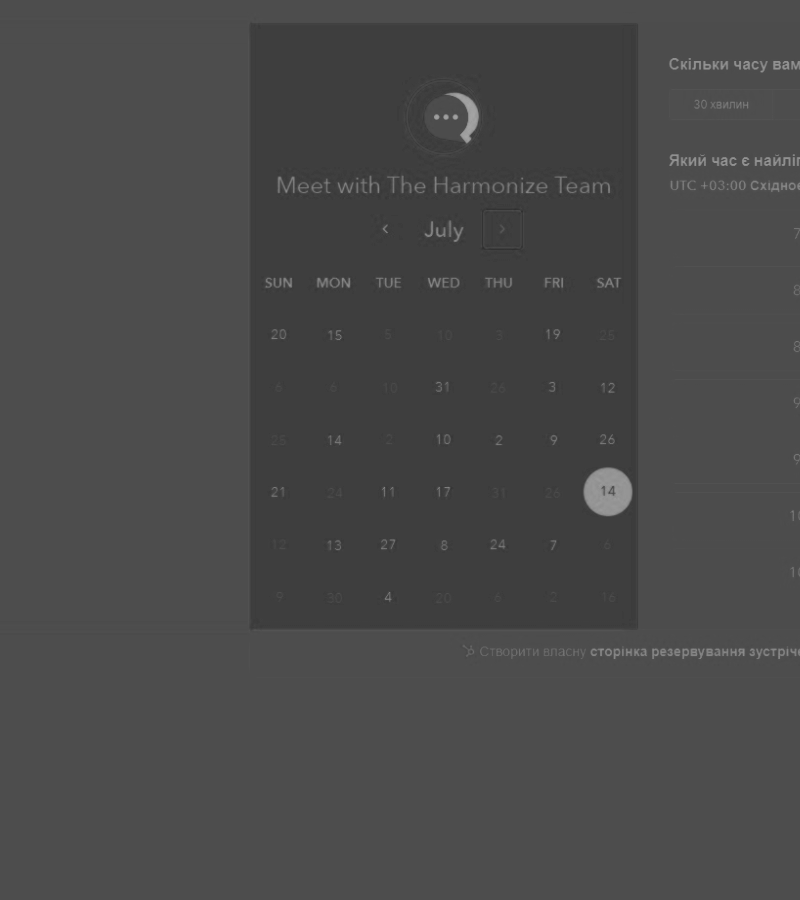 Скільки часу вам
30 хвилин
Meet with The Harmonize Team
July
Який час є найліп
UTC +03:00 Східноє
SUN MON TUE WED THU FRI SAT
20 15 5 10 3 19 25
6 6 10 31 26 3 12
25 14 2 10 2 9 26
21 24 11 17 31 26 14
12 13 27 8 24 7 6
9 30 4 20 6 2 16
7
8
8
9
9
10
10
Створити власну сторінка резервування зустріче